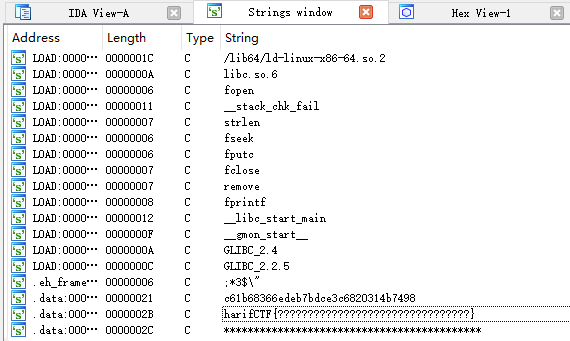 IDA View-A 's' Strings window Hex View-1
Address Length Type String
's' LOAD:0000··· 0000001C C /lib64/ld-linux-x86-64.so.2
's' LOAD:0000··· 0000000A C libc.so.6
's' LOAD:0000··· 00000006 C fopen
's' LOAD:0000··· 00000011 C __stack_chk_fail
's' LOAD:0000··· 00000007 C strlen
's' LOAD:0000··· 00000006 C fseek
's' LOAD:0000··· 00000006 C fputc
's' LOAD:0000··· 00000007 C fclose
's' LOAD:0000··· 00000007 C remove
's' LOAD:0000··· 00000008 C fprintf
's' LOAD:0000··· 00000012 C __libc_start_main
's' LOAD:0000··· 0000000F C __gmon_start__
's' LOAD:0000··· 0000000A C GLIBC_2.4
's' LOAD:0000··· 0000000C C GLIBC_2.2.5
's' .eh_frame··· 00000006 C ;*3$\"
's' .data:000··· 00000021 C c61b68366edeb7bdce3c6820314b7498
's' .data:000··· 0000002B C harifCTF{????????????????????????????????}
's' .data:000··· 0000002C C *******************************************